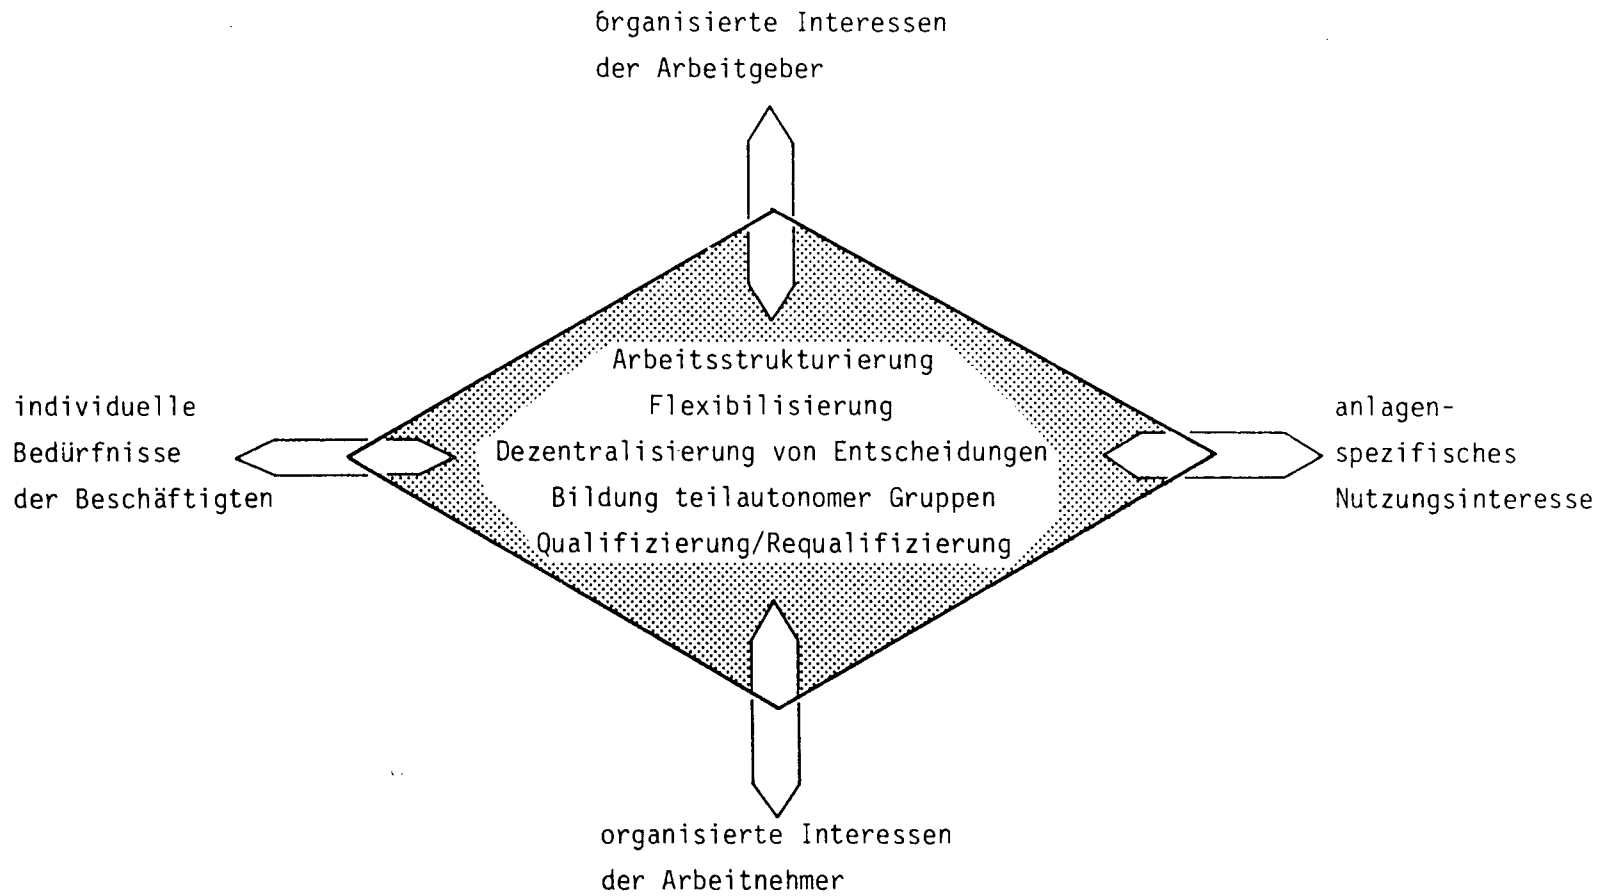 organisierte Interessen
der Arbeitgeber
Arbeitsstrukturierung
Flexibilisierung
Dezentralisierung von Entscheidungen
Bildung teilautonomer Gruppen
Qualifizierung/Requalifizierung
individuelle
Bedürfnisse
der Beschäftigten
anlagen-
spezifisches
Nutzungsinteresse
organisierte Interessen
der Arbeitnehmer